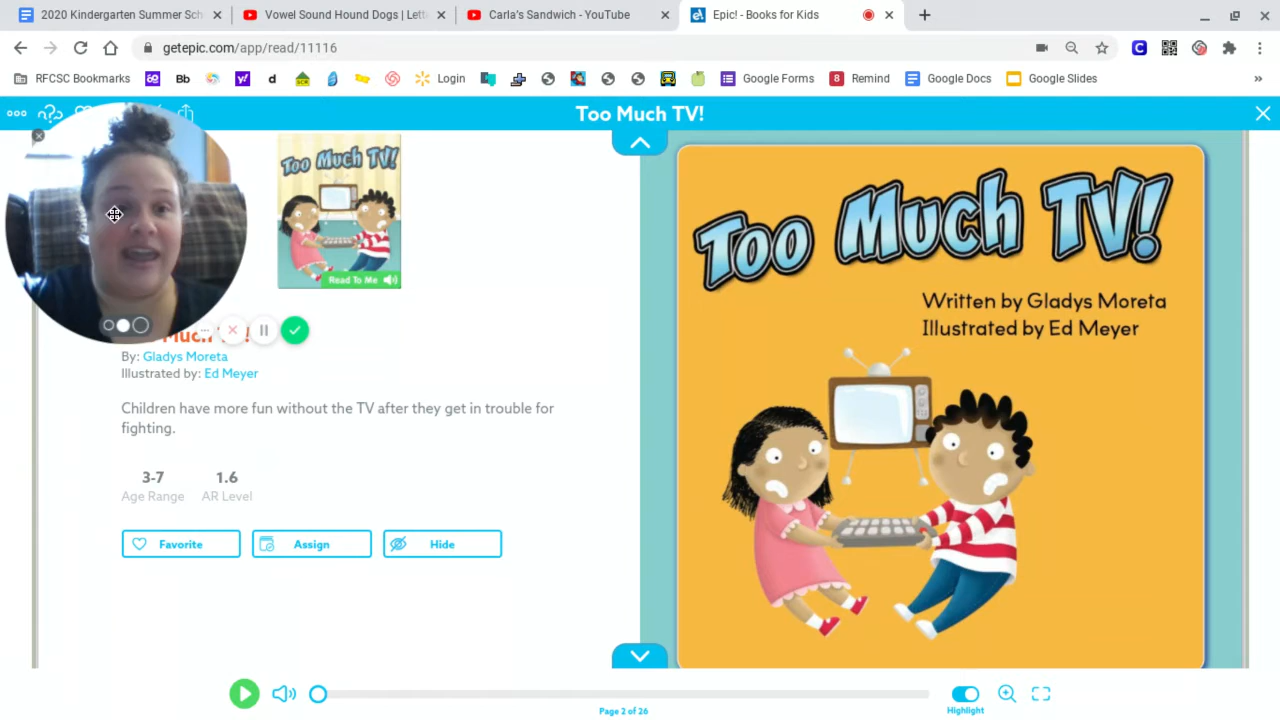 2020 Kindergarten Summer Sch
Vowel Sound Hound Dogs | Lett
Carla's Sandwich - YouTube
Epic! - Books for Kids
getepic.com/app/read/11116
RFCSC Bookmarks
Bb
y!
d
Login
Google Forms
8 Remind
Google Docs
Google Slides
Too Much TV!
Too Much TV!
Read To Me
By: Gladys Moreta
Illustrated by: Ed Meyer
Children have more fun without the TV after they get in trouble for
fighting.
3-7
1.6
Age Range
AR Level
Favorite
Assign
Hide
Too Much TV!
Written by Gladys Moreta
Illustrated by Ed Meyer
Page 2 of 26
Highlight